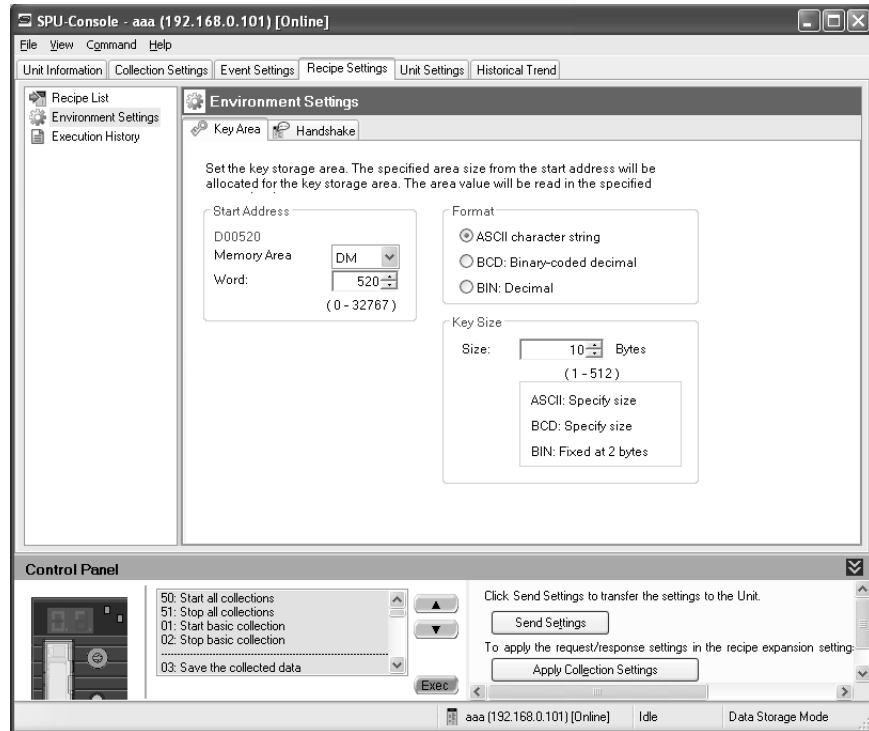 SPU-Console - aaa (192.168.0.101) [Online]
File View Command Help
Unit Information Collection Settings Event Settings Recipe Settings Unit Settings Historical Trend
Recipe List
Environment Settings
Execution History
Environment Settings
Key Area Handshake
Set the key storage area. The specified area size from the start address will be
allocated for the key storage area. The area value will be read in the specified
Start Address
D00520
Memory Area DM
Word: 520
(0 - 32767)
Format
ASCII character string
BCD: Binary-coded decimal
BIN: Decimal
Key Size
Size: 10 Bytes
(1 - 512)
ASCII: Specify size
BCD: Specify size
BIN: Fixed at 2 bytes
Control Panel
50: Start all collections
51: Stop all collections
01: Start basic collection
02: Stop basic collection
03: Save the collected data
Exec
Click Send Settings to transfer the settings to the Unit.
Send Settings
To apply the request/response settings in the recipe expansion setting
Apply Collection Settings
aaa (192.168.0.101) [Online] Idle Data Storage Mode